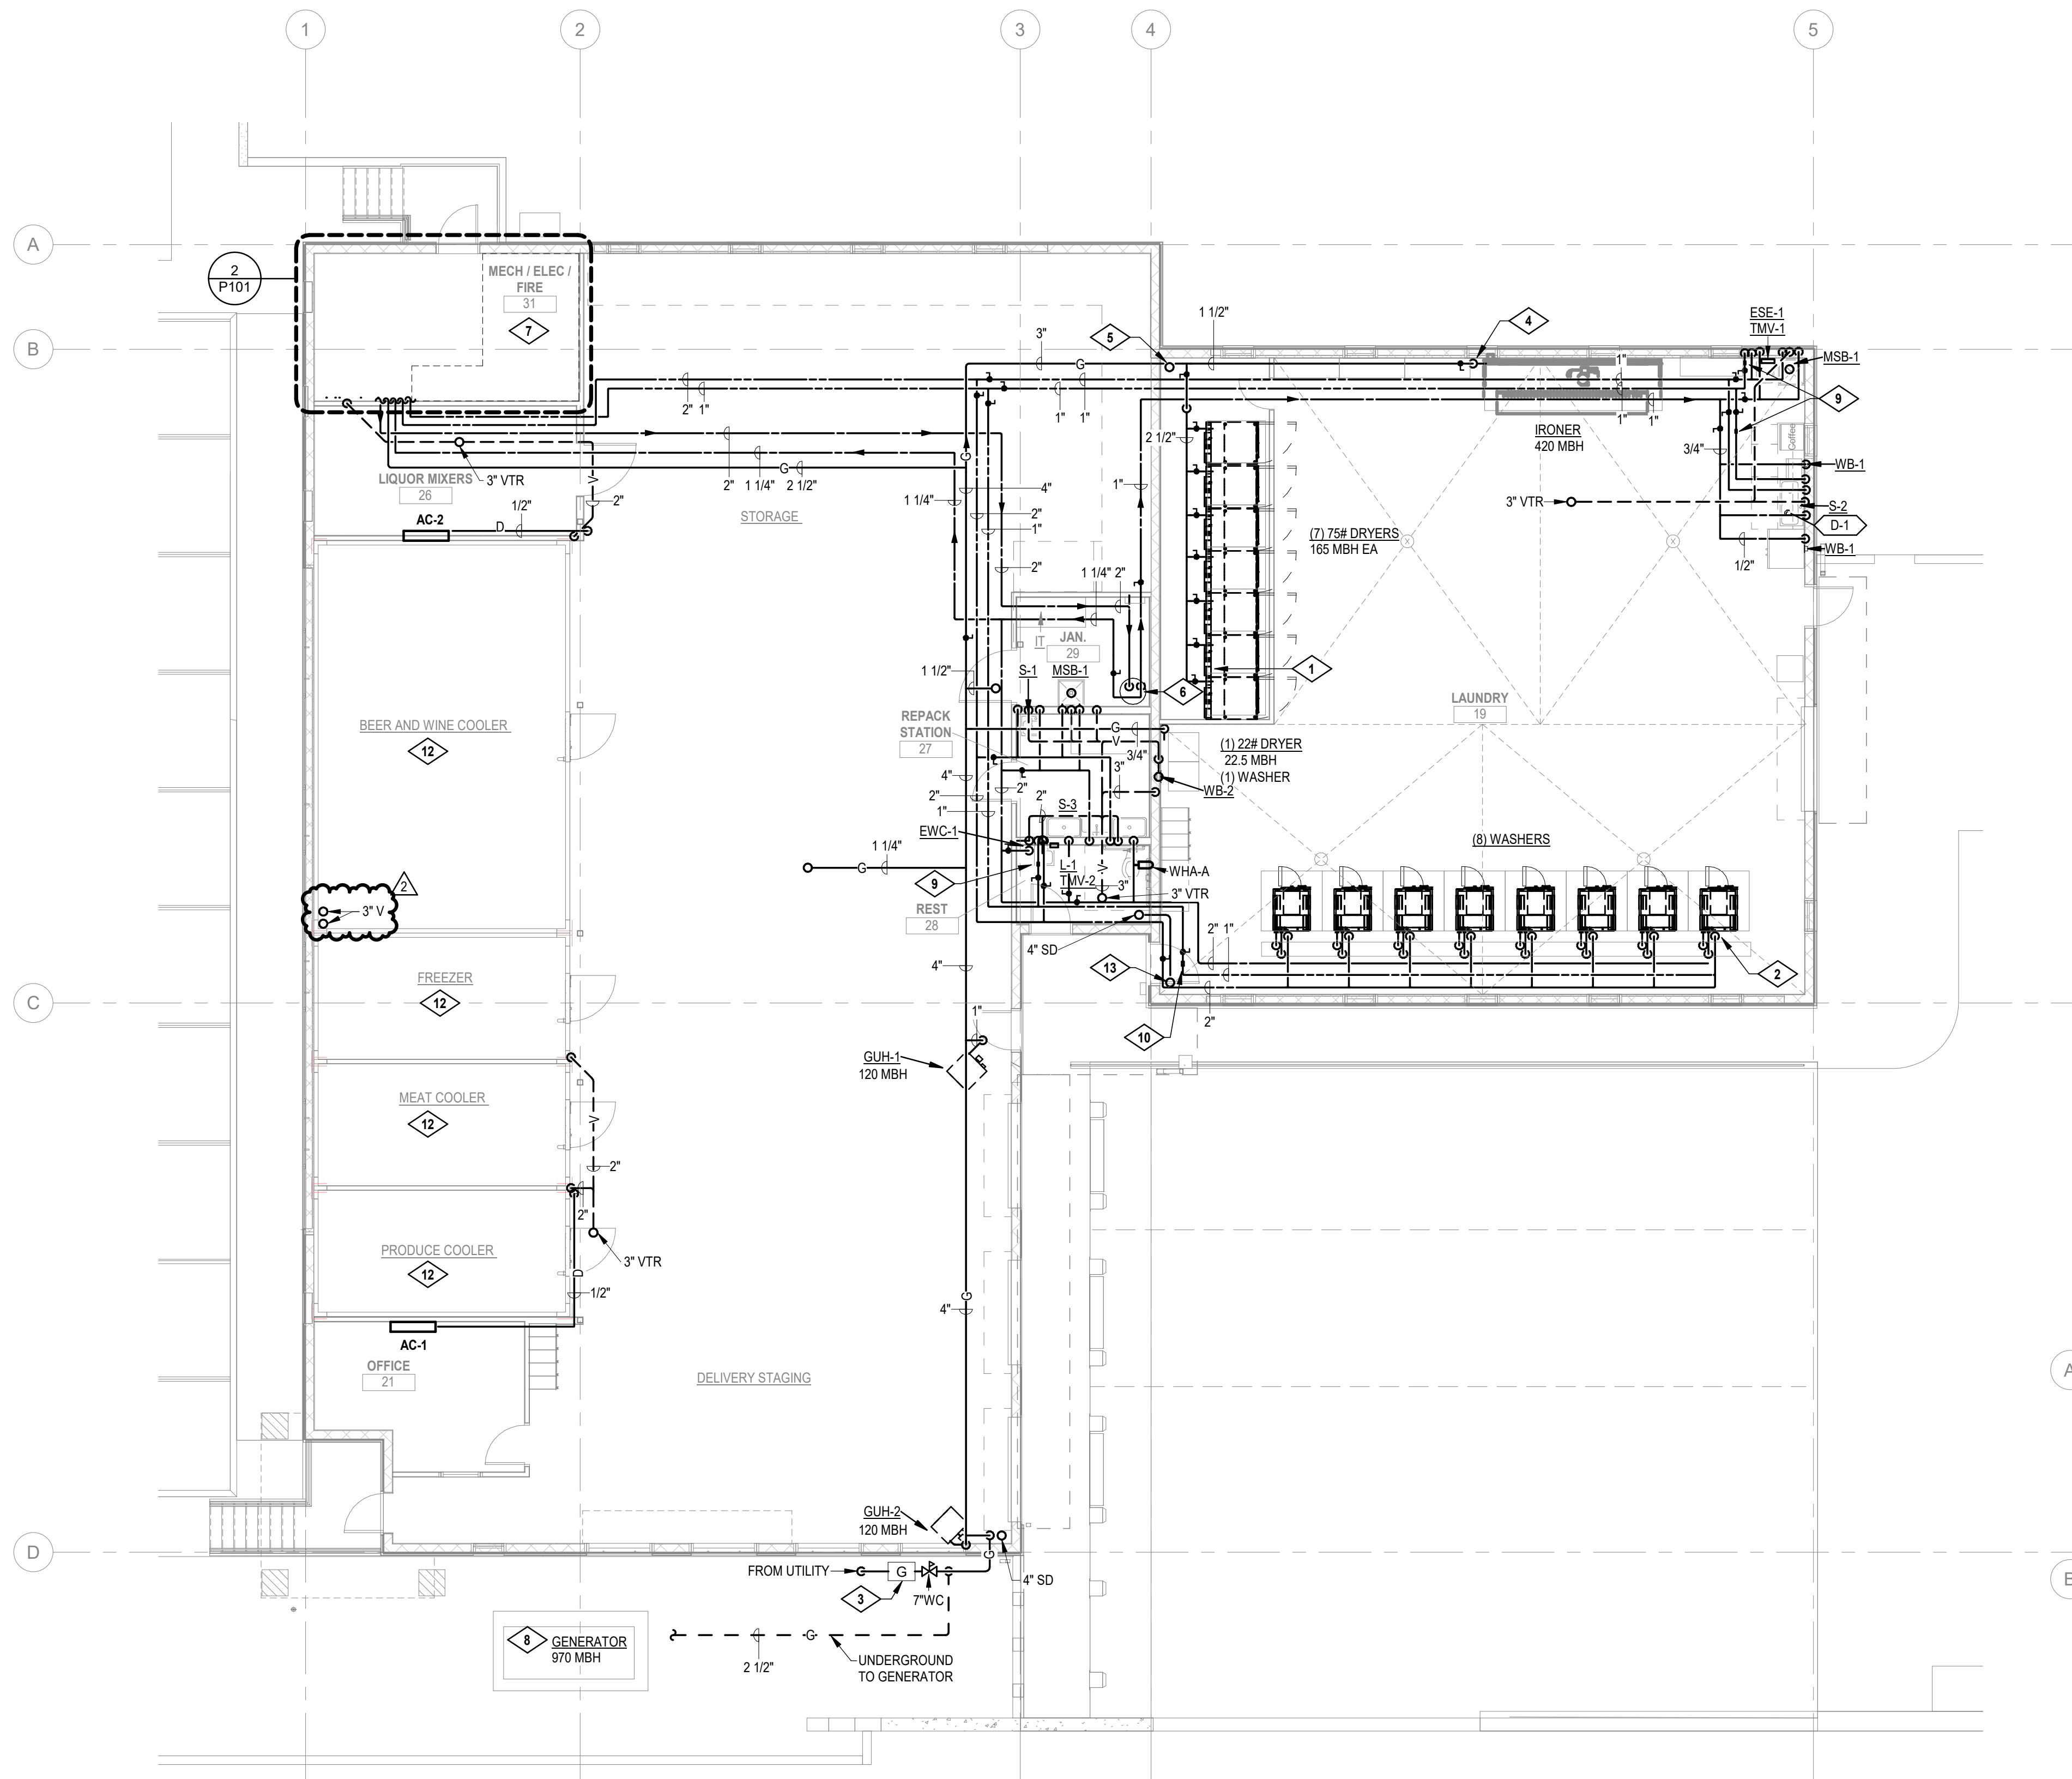 1
2
3
4
5
A
2
P101
MECH / ELEC /
FIRE
31
7
B
3"
5
1 1/2"
4
ESE-1
TMV-1
MSB-1
G
1"
9
2"
1"
1"
1"
1"
1"
IRONER
420 MBH
Coffee
2 1/2"
3/4"
WB-1
G
LIQUOR MIXERS
26
3" VTR
V
2"
G
2"
1 1/4"
2 1/2"
1 1/4"
4"
1"
3" VTR
S-2
1/2"
AC-2
D
STORAGE
2"
1"
D-1
(7) 75# DRYERS
165 MBH EA
WB-1
1/2"
2"
1 1/4"
2"
IT
JAN.
29
1 1/2"
S-1
MSB-1
6
1
LAUNDRY
19
BEER AND WINE COOLER
12
REPACK
STATION
27
G
V
3/4"
(1) 22# DRYER
22.5 MBH
(1) WASHER
WB-2
4"
3"
2"
2"
1"
2"
S-3
EWC-1
(8) WASHERS
1 1/4"
G
9
L-1
TMV-2
V
3"
WHA-A
3" VTR
2
3" V
REST
28
4" SD
2"
1"
4"
13
2
FREEZER
12
C
1"
2"
10
GUH-1
120 MBH
MEAT COOLER
12
V
2"
2"
PRODUCE COOLER
12
3" VTR
D
1/2"
G
4"
AC-1
OFFICE
21
DELIVERY STAGING
A
GUH-2
120 MBH
D
G
FROM UTILITY
G
7"WC
4" SD
3
8
GENERATOR
970 MBH
G
2 1/2"
UNDERGROUND
TO GENERATOR